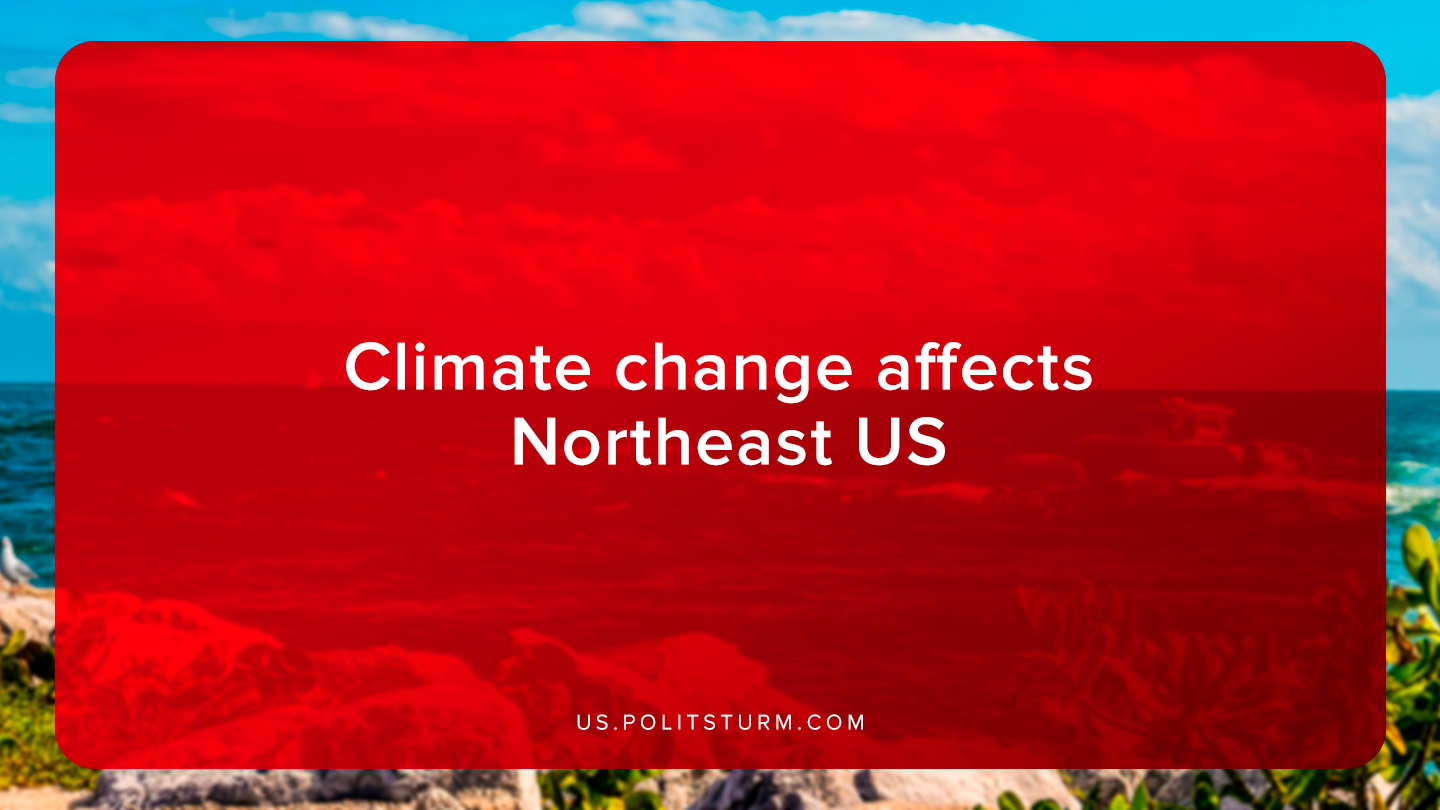 Climate change affects
Northeast US
US.POLITSTURM.COM